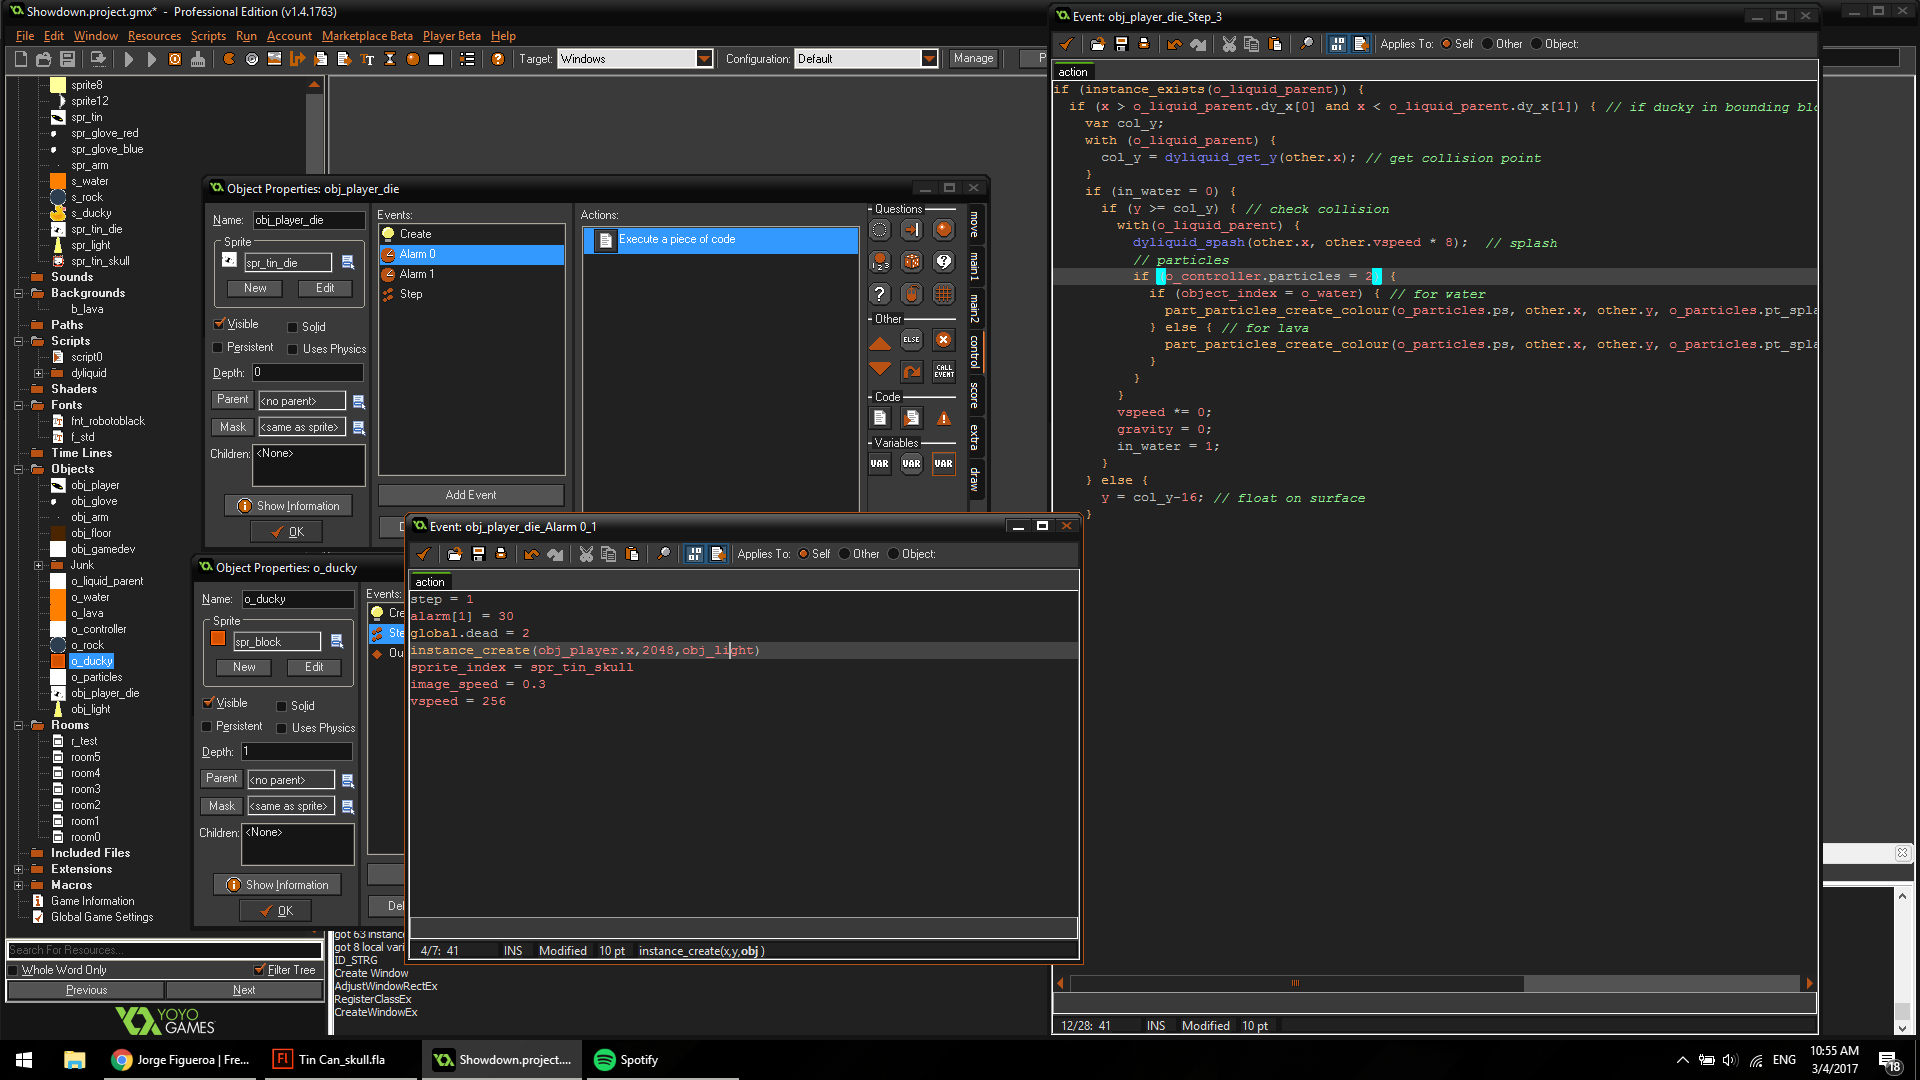 Showdown.project.gmx*  -  Professional Edition (v1.4.1763)
File Edit Window Resources Scripts Run Account Marketplace Beta Player Beta Help
Target: Windows Configuration: Default Manage
sprite8
sprite12
spr_tin
spr_glove_red
spr_glove_blue
spr_arm
s_water
s_rock
s_ducky
spr_tin_die
spr_light
spr_tin_skull
Sounds
Backgrounds
b_lava
Paths
Scripts
script0
dyliquid
Shaders
Fonts
fnt_robotoblack
f_std
Time Lines
Objects
obj_player
obj_glove
obj_arm
obj_floor
obj_gamedev
Junk
o_liquid_parent
o_water
o_lava
o_controller
o_rock
o_ducky
o_particles
obj_player_die
obj_light
Rooms
r_test
room5
room4
room3
room2
room1
room0
Included Files
Extensions
Macros
Game Information
Global Game Settings
Search For Resources...
Whole Word Only Filter Tree
Previous Next
YOYO
GAMES
Object Properties: obj_player_die
Name: obj_player_die
Sprite
spr_tin_die
New Edit
Visible Solid
Persistent Uses Physics
Depth: 0
Parent <no parent>
Mask <same as sprite>
Children: <None>
Show Information
OK
Events:
Create
Alarm 0
Alarm 1
Step
Add Event
Actions:
Execute a piece of code
Questions
Other
ELSE
CALL EVENT
Code
Variables
VAR VAR VAR
move
main1
main2
control
score
extra
draw
Object Properties: o_ducky
Name: o_ducky
Sprite
spr_block
New Edit
Visible Solid
Persistent Uses Physics
Depth: 1
Parent <no parent>
Mask <same as sprite>
Children: <None>
Show Information
OK
Events:
Cre
Ste
Ou
Del
Event: obj_player_die_Alarm 0_1
Applies To: Self Other Object:
action
step = 1
alarm[1] = 30
global.dead = 2
instance_create(obj_player.x,2048,obj_light)
sprite_index = spr_tin_skull
image_speed = 0.3
vspeed = 256
4/7: 41 INS Modified 10 pt instance_create(x,y,obj )
got 63 instanc
got 8 local vari
ID_STRG
Create Window
AdjustWindowRectEx
RegisterClassEx
CreateWindowEx
Event: obj_player_die_Step_3
Applies To: Self Other Object:
action
if (instance_exists(o_liquid_parent)) {
if (x > o_liquid_parent.dy_x[0] and x < o_liquid_parent.dy_x[1]) { // if ducky in bounding blo
var col_y;
with (o_liquid_parent) {
col_y = dyliquid_get_y(other.x); // get collision point
}
if (in_water = 0) {
if (y >= col_y) { // check collision
with(o_liquid_parent) {
dyliquid_spash(other.x, other.vspeed * 8);  // splash
// particles
if (o_controller.particles = 2) {
if (object_index = o_water) { // for water
part_particles_create_colour(o_particles.ps, other.x, other.y, o_particles.pt_spla
} else { // for lava
part_particles_create_colour(o_particles.ps, other.x, other.y, o_particles.pt_spla
}
}
}
vspeed *= 0;
gravity = 0;
in_water = 1;
}
} else {
y = col_y-16; // float on surface
}
12/28: 41 INS Modified 10 pt
Jorge Figueroa | Fre...
Tin Can_skull.fla
Showdown.project....
Spotify
ENG
10:55 AM
3/4/2017
18